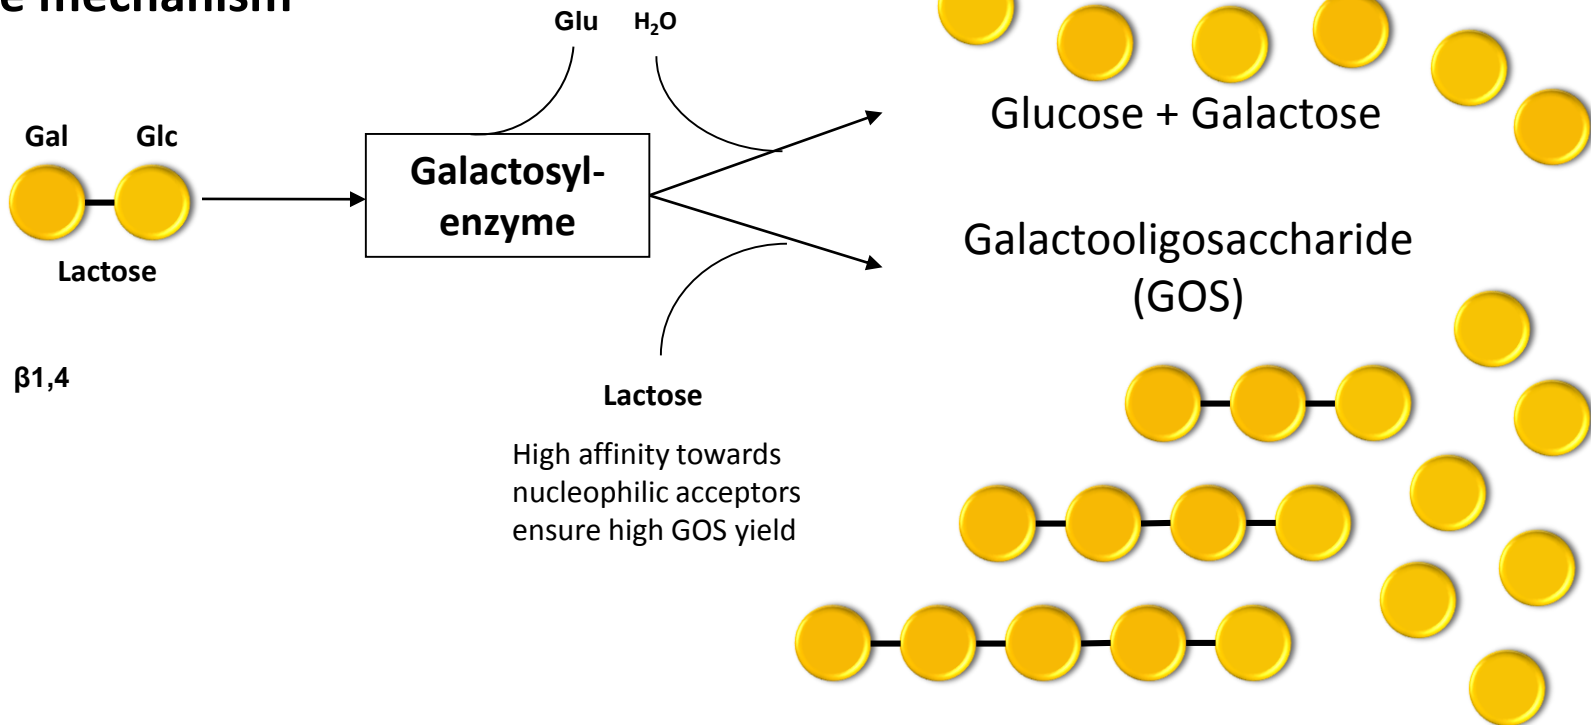 mechanism
Glu
H₂O
Gal
Glc
Lactose
β1,4
Galactosyl-
enzyme
Glucose + Galactose
Galactooligosaccharide
(GOS)
Lactose
High affinity towards
nucleophilic acceptors
ensure high GOS yield